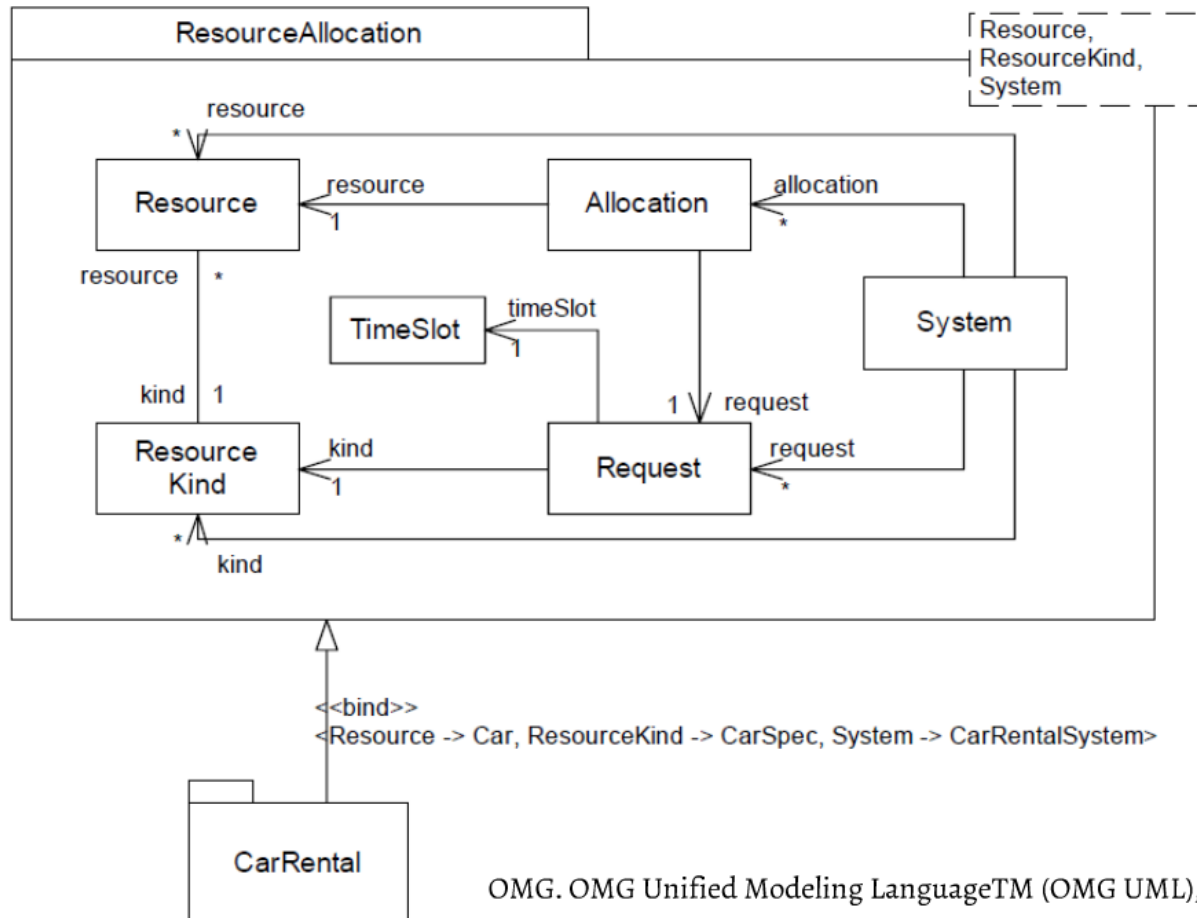 ResourceAllocation
Resource,
ResourceKind,
System
resource
*
Resource
resource
1
Allocation
allocation
*
resource
*
TimeSlot
timeSlot
1
System
kind
1
1
request
Resource
Kind
kind
1
Request
request
*
*
kind
<<bind>>
<Resource -> Car, ResourceKind -> CarSpec, System -> CarRentalSystem>
CarRental
OMG. OMG Unified Modeling LanguageTM (OMG UML),